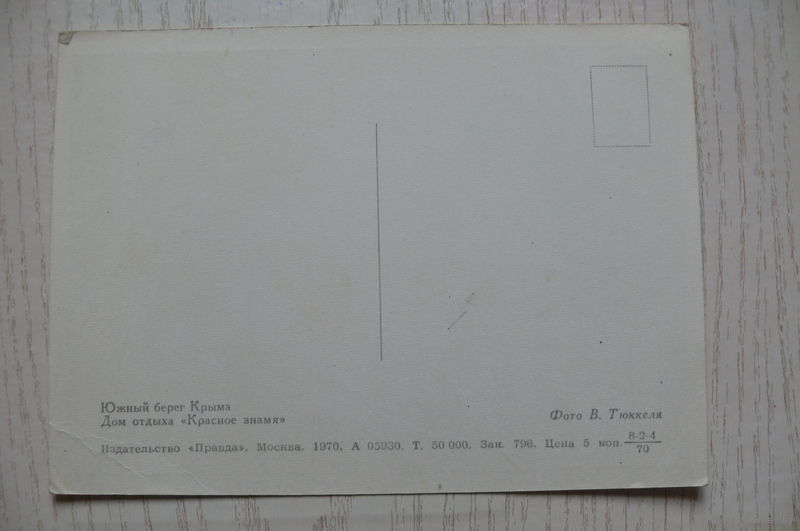 Южный берег Крыма
Дом отдыха «Красное знамя»
Фото В. Тюккеля
Издательство «Правда». Москва. 1970. А 05930. Т. 50 000. Зак. 796. Цена 5 коп.
8-2-4
70